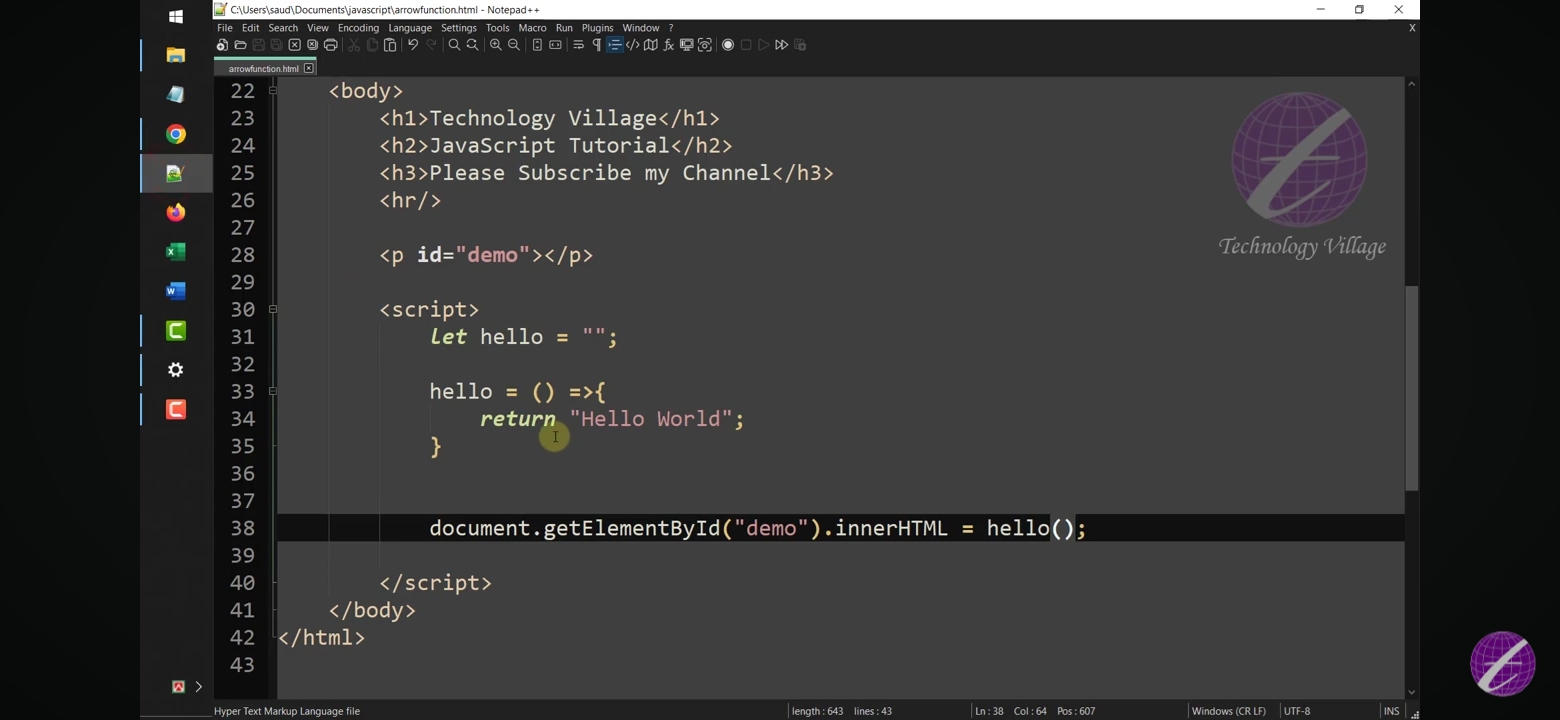 C:\Users\saud\Documents\javascript\arrowfunction.html - Notepad++
File Edit Search View Encoding Language Settings Tools Macro Run Plugins Window ? X
arrowfunction.html
22 <body>
23 <h1>Technology Village</h1>
24 <h2>JavaScript Tutorial</h2>
25 <h3>Please Subscribe my Channel</h3>
26 <hr/>
27
28 <p id="demo"></p>
29
30 <script>
31 let hello = "";
32
33 hello = () =>{
34 return "Hello World";
35 }
36
37
38 document.getElementById("demo").innerHTML = hello();
39
40 </script>
41 </body>
42 </html>
43
Technology Village
Hyper Text Markup Language file length : 643 lines : 43 Ln : 38 Col : 64 Pos : 607 Windows (CR LF) UTF-8 INS